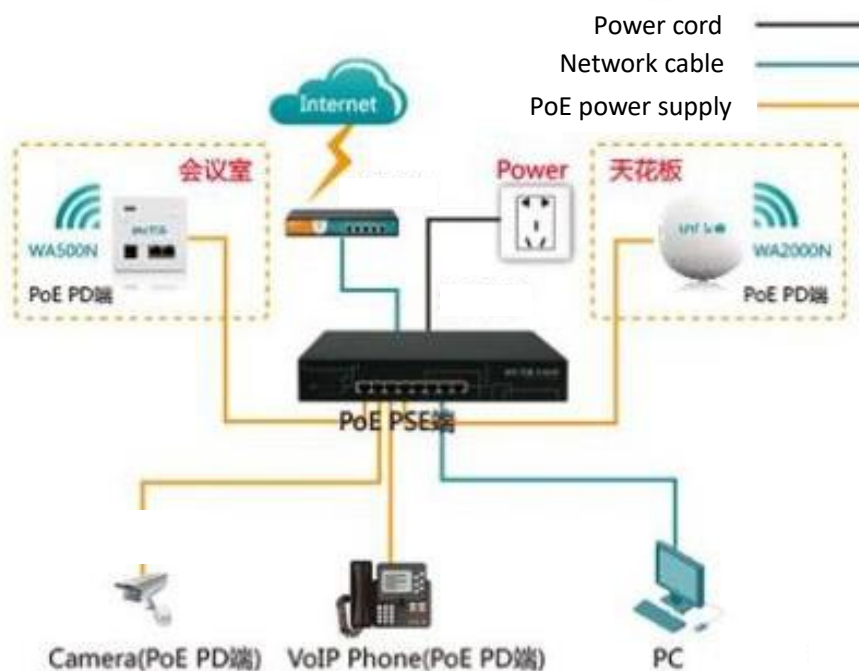 Power cord
Network cable
PoE power supply
Internet
会议室
Power
天花板
WA500N
PoE PD端
WA2000N
PoE PD端
PoE PSE端
Camera(PoE PD端)
VoIP Phone(PoE PD端)
PC